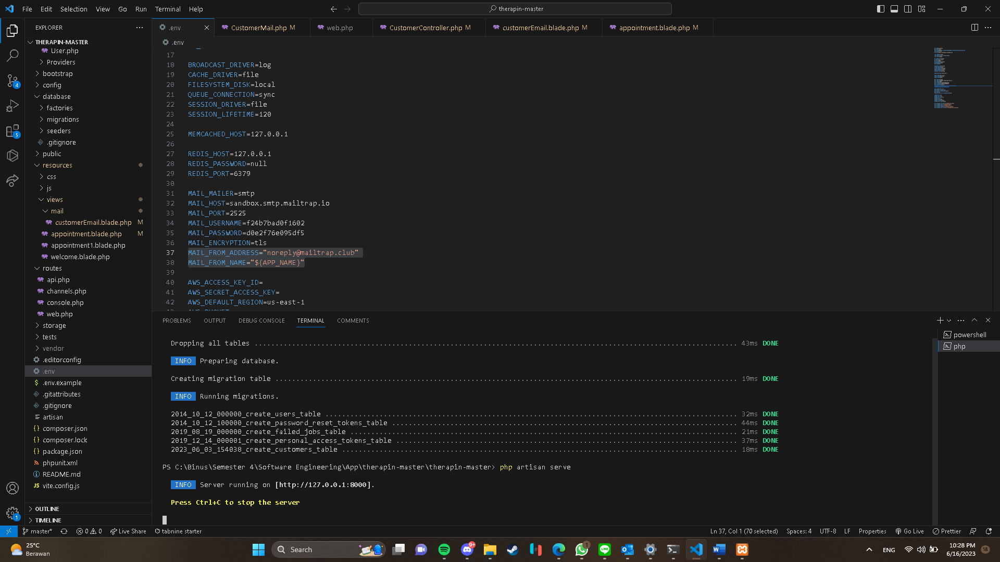 File Edit Selection View Go Run Terminal Help
therapin-master
EXPLORER
.env
CustomerMail.php M
web.php
CustomerController.php M
customerEmail.blade.php M
appointment.blade.php M
THERAPIN-MASTER
.env
User.php
Providers
bootstrap
config
database
factories
migrations
seeders
.gitignore
public
resources
css
js
views
mail
customerEmail.blade.php M
appointment.blade.php M
appointment1.blade.php
welcome.blade.php
routes
api.php
channels.php
console.php
web.php
storage
tests
vendor
.editorconfig
.env
.env.example
.gitattributes
.gitignore
artisan
composer.json
composer.lock
package.json
phpunit.xml
README.md
vite.config.js
OUTLINE
TIMELINE
4
5
1
17
18 BROADCAST_DRIVER=log
19 CACHE_DRIVER=file
20 FILESYSTEM_DISK=local
21 QUEUE_CONNECTION=sync
22 SESSION_DRIVER=file
23 SESSION_LIFETIME=120
24
25 MEMCACHED_HOST=127.0.0.1
26
27 REDIS_HOST=127.0.0.1
28 REDIS_PASSWORD=null
29 REDIS_PORT=6379
30
31 MAIL_MAILER=smtp
32 MAIL_HOST=sandbox.smtp.mailtrap.io
33 MAIL_PORT=2525
34 MAIL_USERNAME=f24b7bad0f1602
35 MAIL_PASSWORD=d0e2f76e095df5
36 MAIL_ENCRYPTION=tls
37 MAIL_FROM_ADDRESS="noreply@mailtrap.club"
38 MAIL_FROM_NAME="${APP_NAME}"
39
40 AWS_ACCESS_KEY_ID=
41 AWS_SECRET_ACCESS_KEY=
42 AWS_DEFAULT_REGION=us-east-1
PROBLEMS OUTPUT DEBUG CONSOLE TERMINAL COMMENTS
powershell
php
Dropping all tables ........ 43ms DONE
INFO Preparing database.
Creating migration table ........ 19ms DONE
INFO Running migrations.
2014_10_12_000000_create_users_table ........ 32ms DONE
2014_10_12_100000_create_password_reset_tokens_table ........ 44ms DONE
2019_08_19_000000_create_failed_jobs_table ........ 21ms DONE
2019_12_14_000001_create_personal_access_tokens_table ........ 37ms DONE
2023_06_03_154038_create_customers_table ........ 18ms DONE
PS C:\Binus\Semester 4\Software Engineering\App\therapin-master\therapin-master> php artisan serve
INFO Server running on [http://127.0.0.1:8000].
Press Ctrl+C to stop the server
master* 0 0 Live Share tabnine starter
Ln 37, Col 1 (70 selected) Spaces: 4 UTF-8 LF Properties Go Live Prettier
25°C
Berawan
Search
9+
1
ENG
10:28 PM
6/16/2023
18